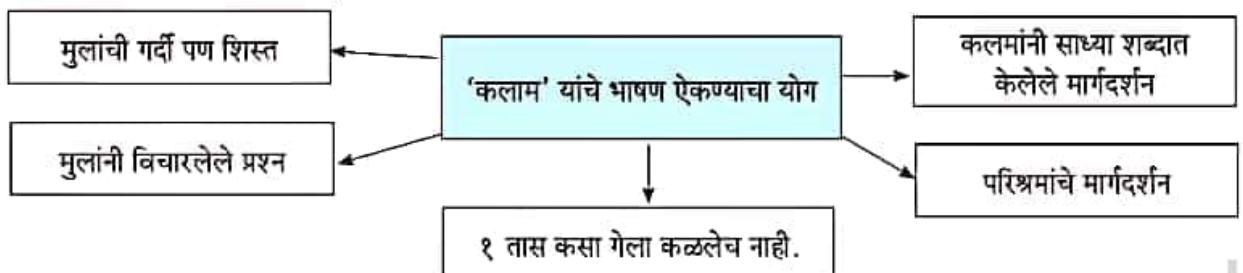 मुलांची गर्दी पण शिस्त
'कलाम' यांचे भाषण ऐकण्याचा योग
कलमांनी साध्या शब्दात
केलेले मार्गदर्शन
मुलांनी विचारलेले प्रश्न
परिश्रमांचे मार्गदर्शन
१ तास कसा गेला कळलेच नाही.